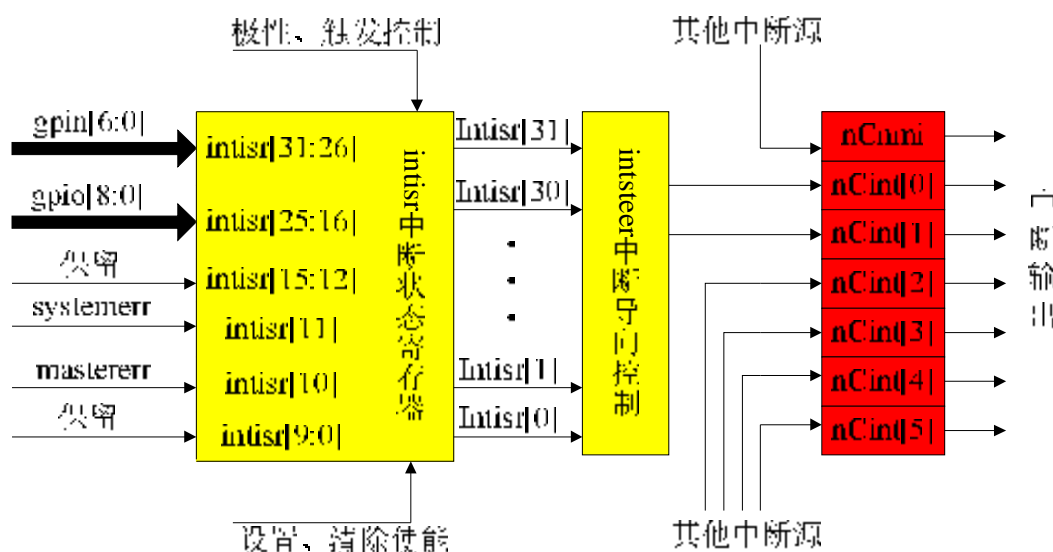 极性、触发控制
其他中断源
gpin[6:0]
gpio[8:0]
保留
systemerr
mastererr
保留
intisr[31:26]
intisr[25:16]
intisr[15:12]
intisr[11]
intisr[10]
intisr[9:0]
intisr中断状态寄存器
Intisr[31]
Intisr[30]
Intisr[1]
Intisr[0]
intsteer中断导向控制
nCnmi
nCint[0]
nCint[1]
nCint[2]
nCint[3]
nCint[4]
nCint[5]
中断输出
设置、清除使能
其他中断源